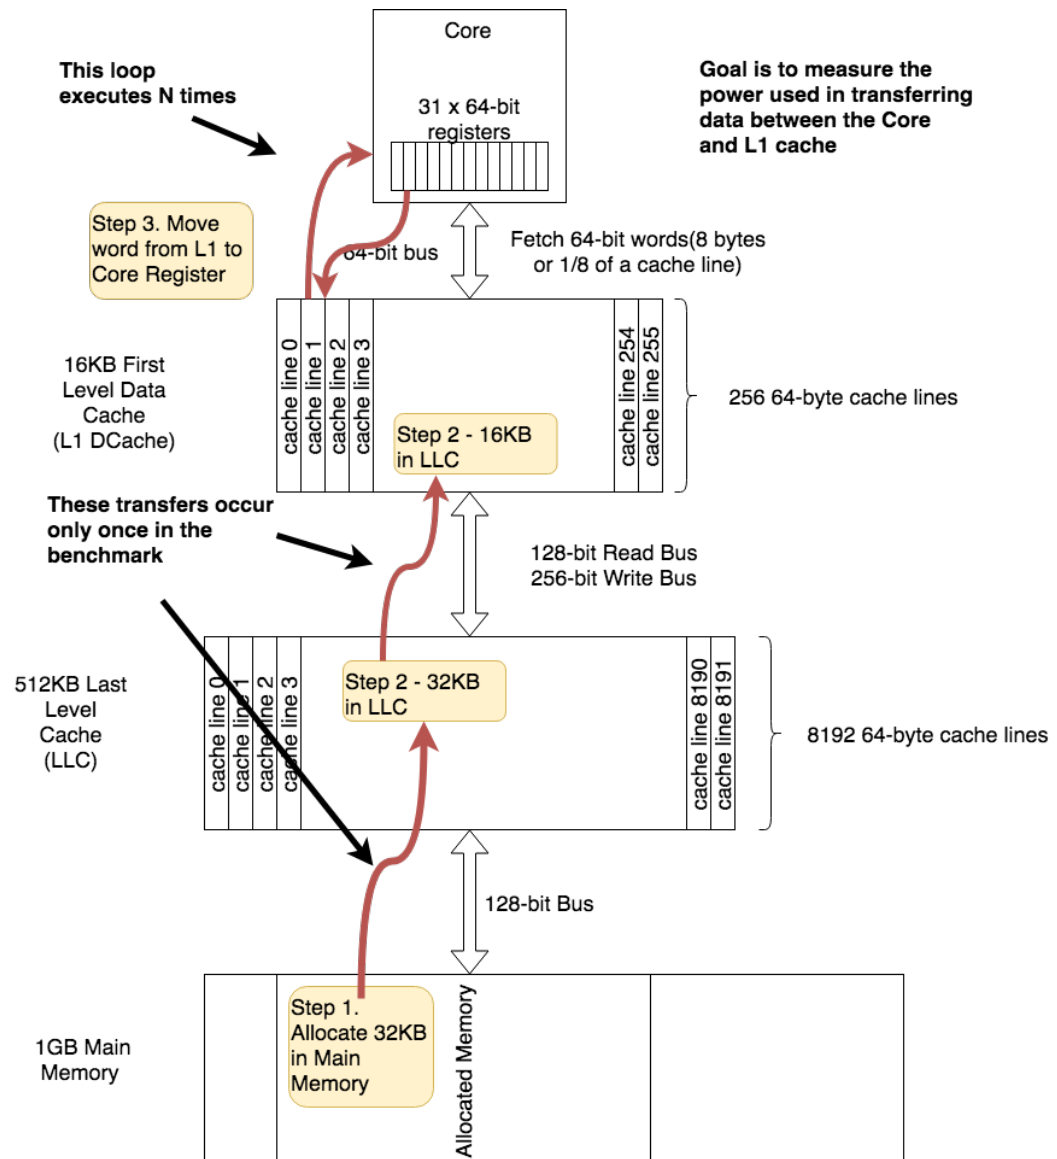 Core
This loop
executes N times
Goal is to measure the
power used in transferring
data between the Core
and L1 cache
31 x 64-bit
registers
Step 3. Move
word from L1 to
Core Register
64-bit bus
Fetch 64-bit words(8 bytes
or 1/8 of a cache line)
16KB First
Level Data
Cache
(L1 DCache)
cache line 0
cache line 1
cache line 2
cache line 3
cache line 254
cache line 255
256 64-byte cache lines
Step 2 - 16KB
in LLC
These transfers occur
only once in the
benchmark
128-bit Read Bus
256-bit Write Bus
512KB Last
Level
Cache
(LLC)
cache line 0
cache line 1
cache line 2
cache line 3
Step 2 - 32KB
in LLC
cache line 8190
cache line 8191
8192 64-byte cache lines
128-bit Bus
1GB Main
Memory
Step 1.
Allocate 32KB
in Main
Memory
Allocated Memory